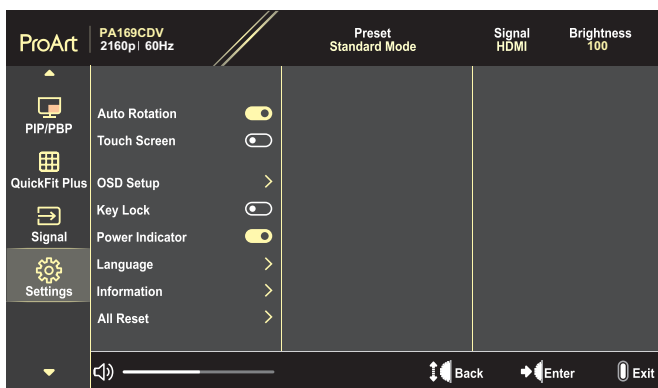 ProArt
PA169CDV
2160p| 60Hz
Preset
Standard Mode
Signal
HDMI
Brightness
100
PIP/PBP
QuickFit Plus
Signal
Settings
Auto Rotation
Touch Screen
OSD Setup
Key Lock
Power Indicator
Language
Information
All Reset
Back
Enter
Exit